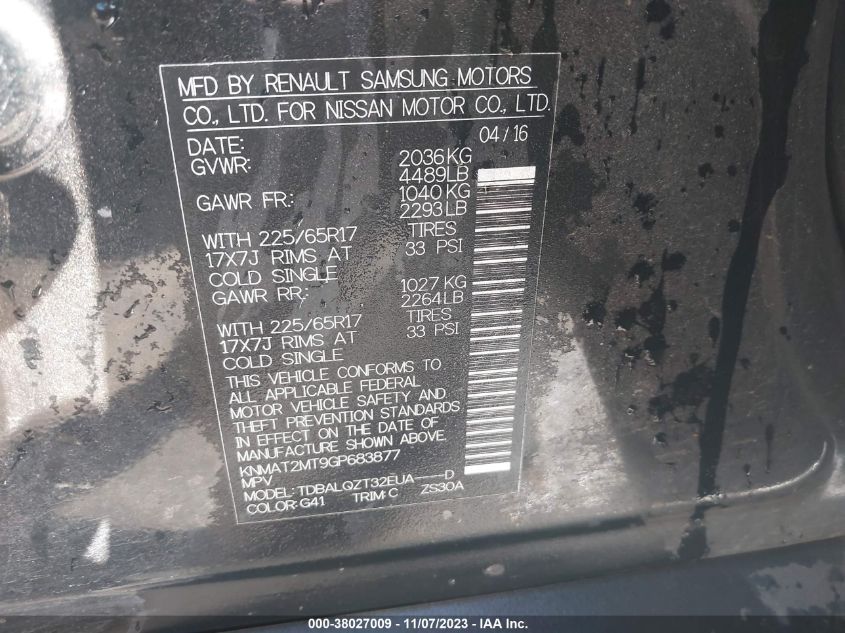 MFD BY RENAULT SAMSUNG MOTORS
CO., LTD. FOR NISSAN MOTOR CO., LTD.
DATE: 04/16
GVWR: 2036KG
4489LB
GAWR FR: 1040KG
2293LB
WITH 225/65R17 TIRES
17X7J RIMS AT 33 PSI
COLD SINGLE
GAWR RR: 1027KG
2264LB
WITH 225/65R17 TIRES
17X7J RIMS AT 33 PSI
COLD SINGLE
THIS VEHICLE CONFORMS TO
ALL APPLICABLE FEDERAL
MOTOR VEHICLE SAFETY AND
THEFT PREVENTION STANDARDS
IN EFFECT ON THE DATE OF
MANUFACTURE SHOWN ABOVE.
KNMAT2MT9GP683877
MPV
MODEL: TDBALQZT32EUA-----D
COLOR:G41 TRIM:C ZS30A
000-38027009 - 11/07/2023 - IAA Inc.